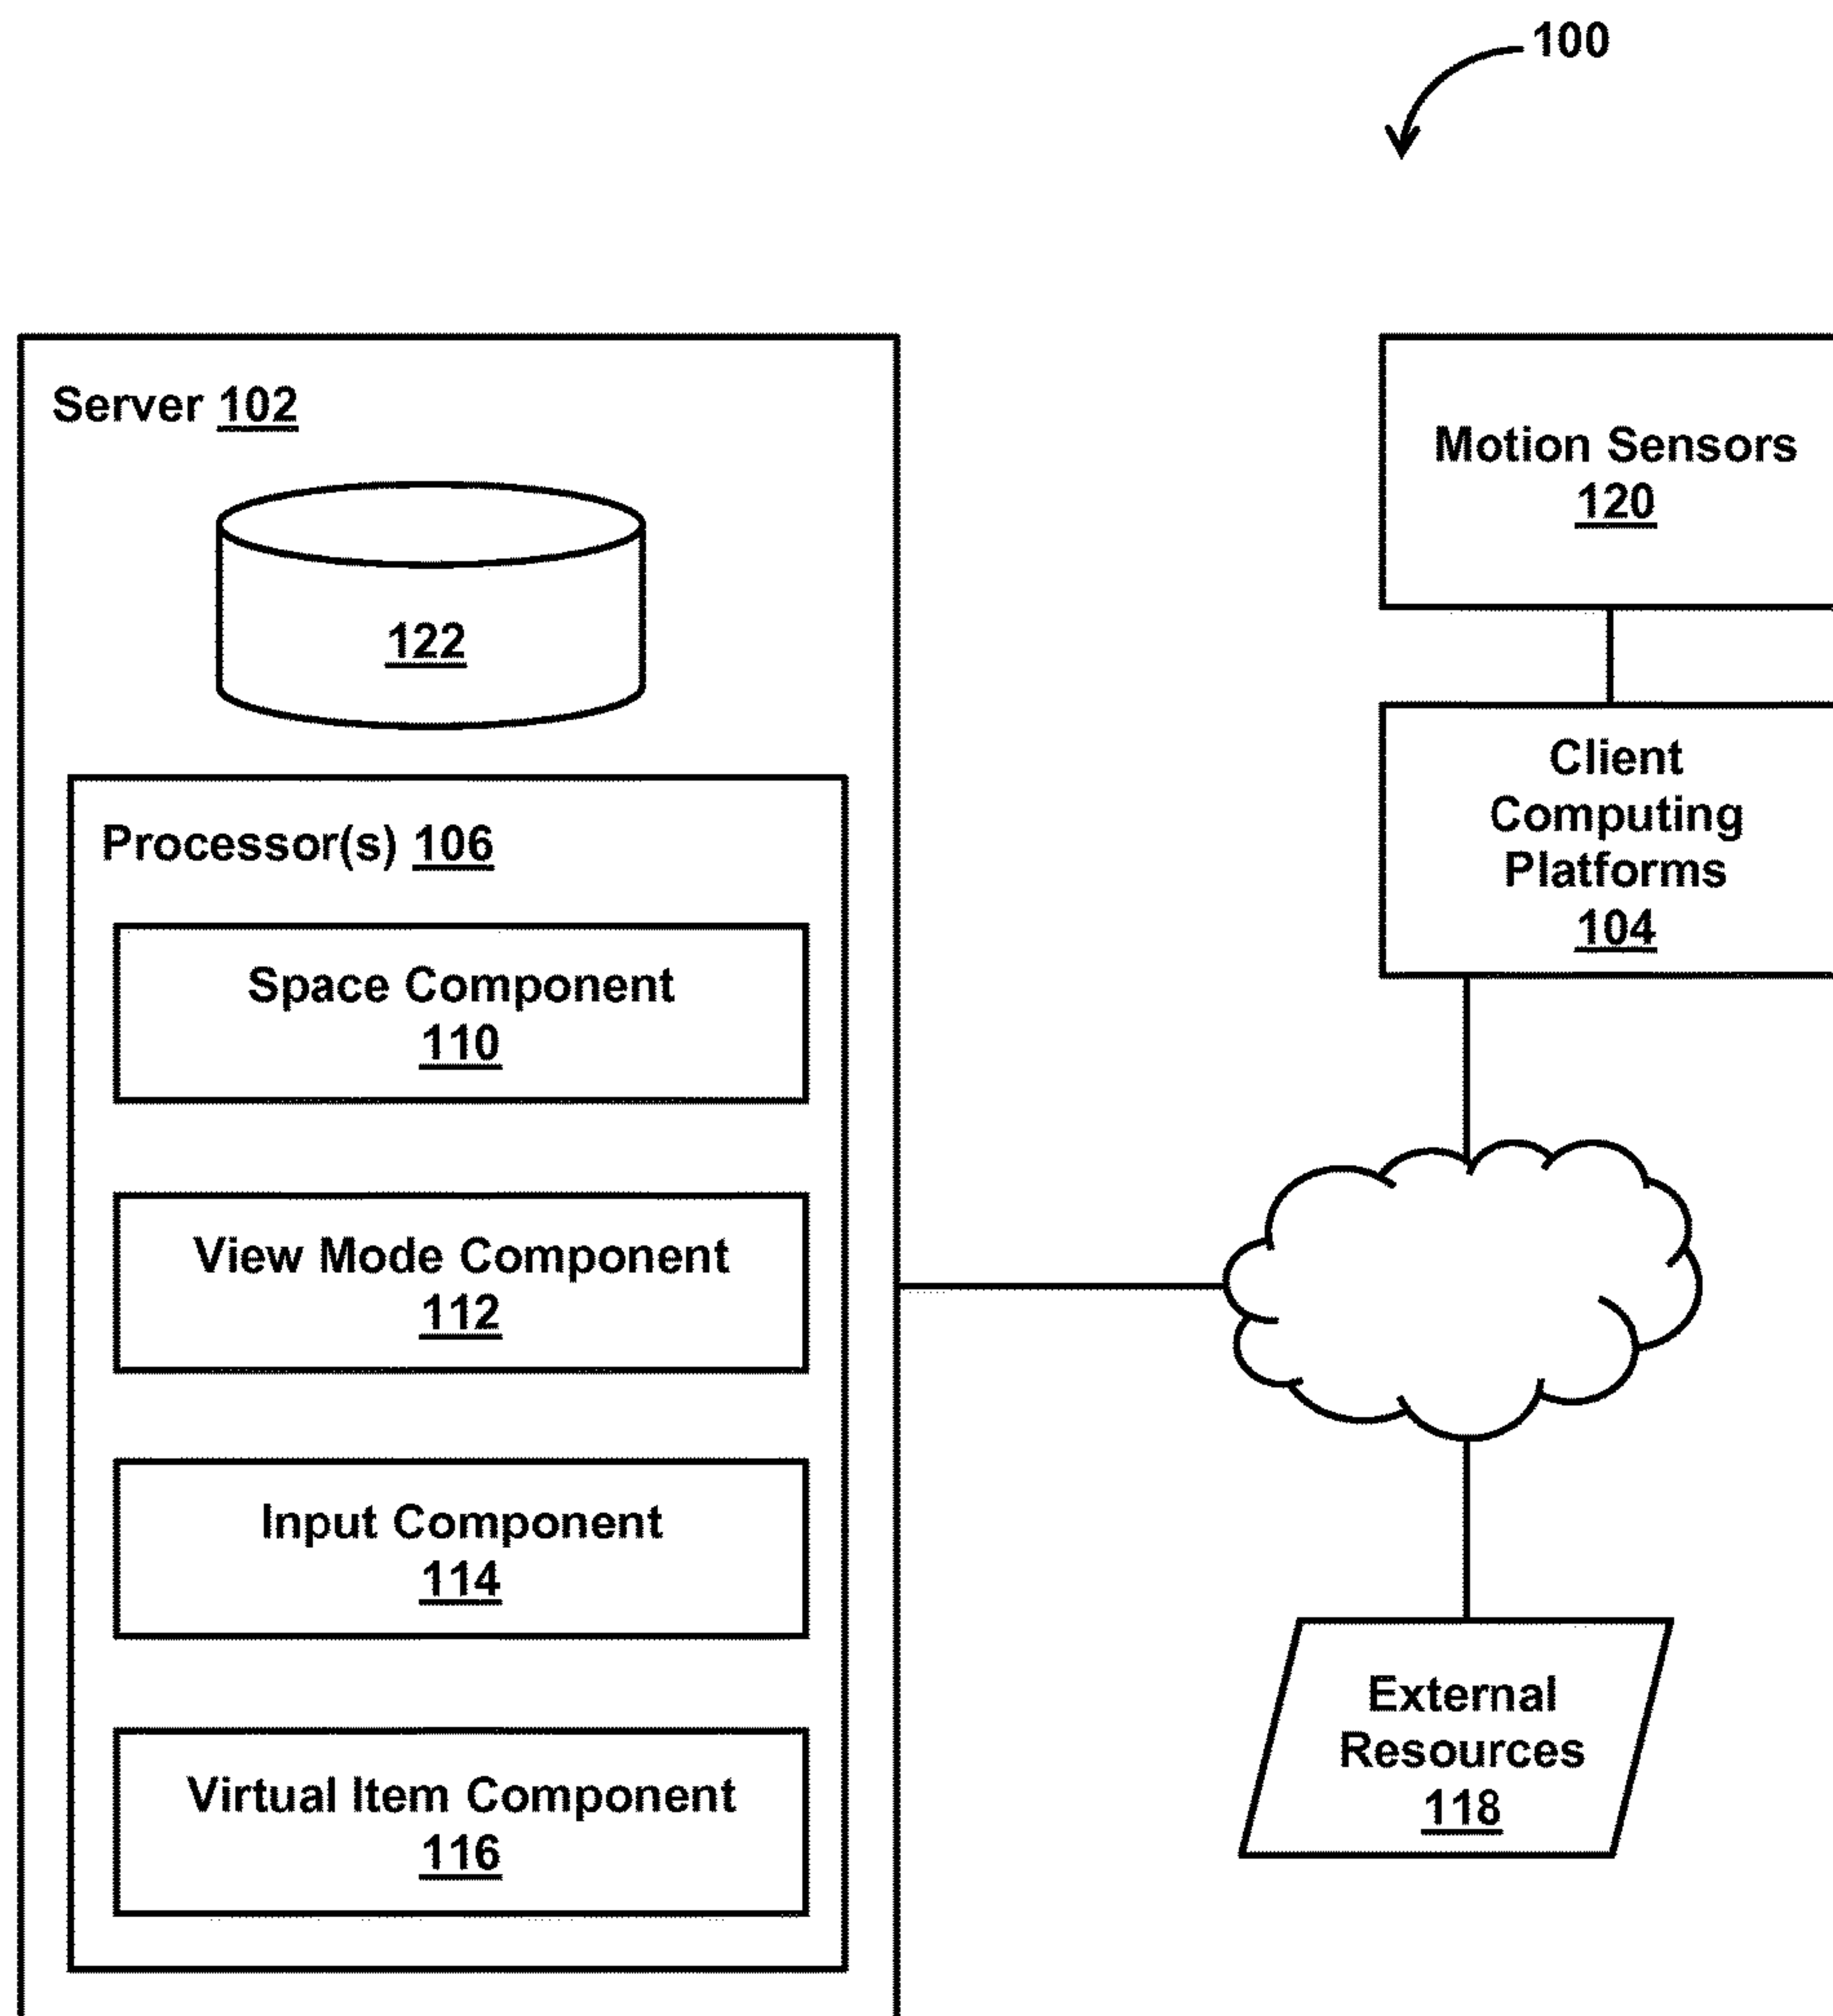 100
Server 102
122
Processor(s) 106
Space Component
110
View Mode Component
112
Input Component
114
Virtual Item Component
116
Motion Sensors
120
Client
Computing
Platforms
104
External
Resources
118